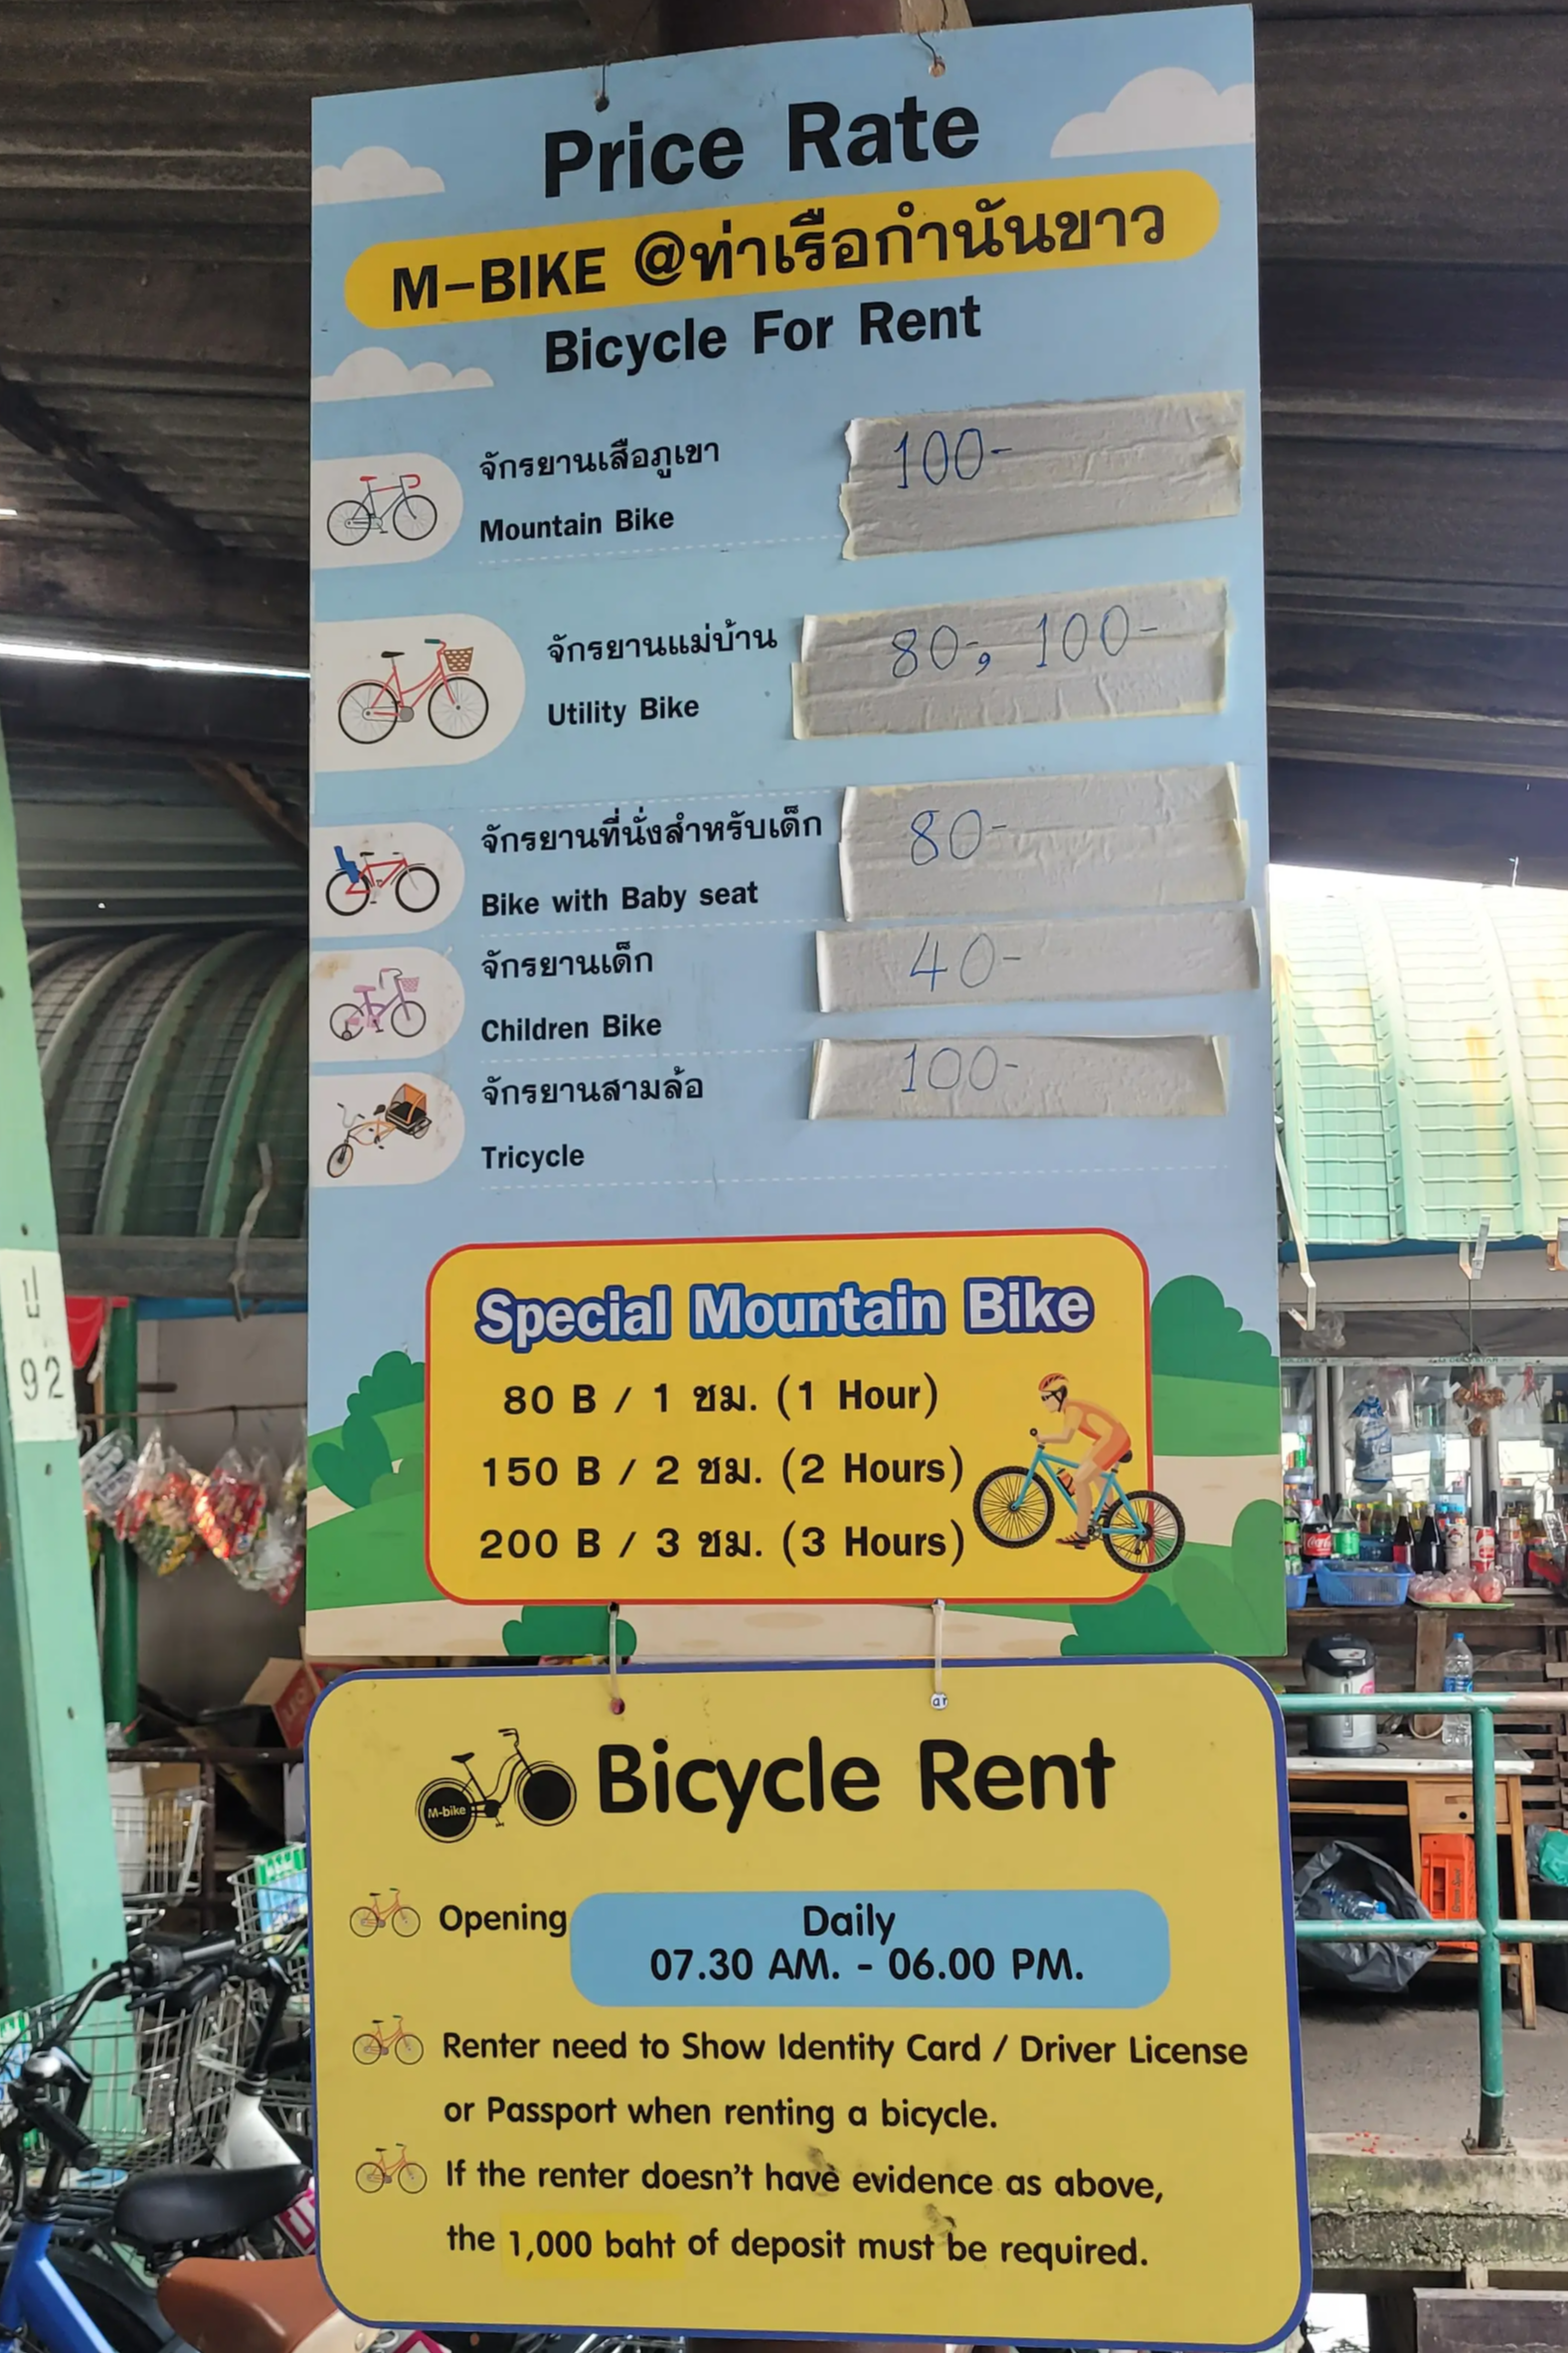 Price Rate
M-BIKE @ท่าเรือกำนันขาว
Bicycle For Rent
จักรยานเสือภูเขา
Mountain Bike
100-
จักรยานแม่บ้าน
Utility Bike
80-, 100-
จักรยานที่นั่งสำหรับเด็ก
Bike with Baby seat
80-
จักรยานเด็ก
Children Bike
40-
จักรยานสามล้อ
Tricycle
100-
Special Mountain Bike
80 B / 1 ชม. (1 Hour)
150 B / 2 ชม. (2 Hours)
200 B / 3 ชม. (3 Hours)
M-bike
Bicycle Rent
Opening
Daily
07.30 AM. - 06.00 PM.
Renter need to Show Identity Card / Driver License
or Passport when renting a bicycle.
If the renter doesn't have evidence as above,
the 1,000 baht of deposit must be required.
ป
92